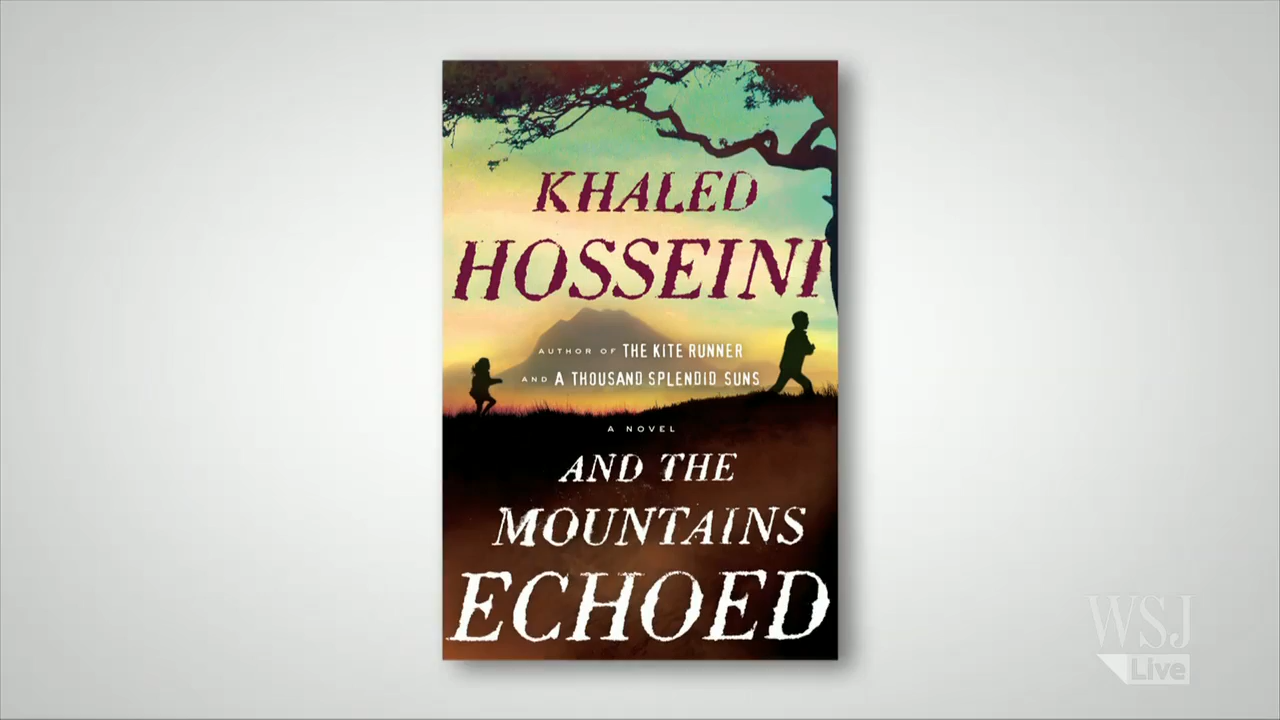 KHALED
HOSSEINI
AUTHOR OF THE KITE RUNNER
AND A THOUSAND SPLENDID SUNS
A NOVEL
AND THE
MOUNTAINS
ECHOED
WSJ
Live